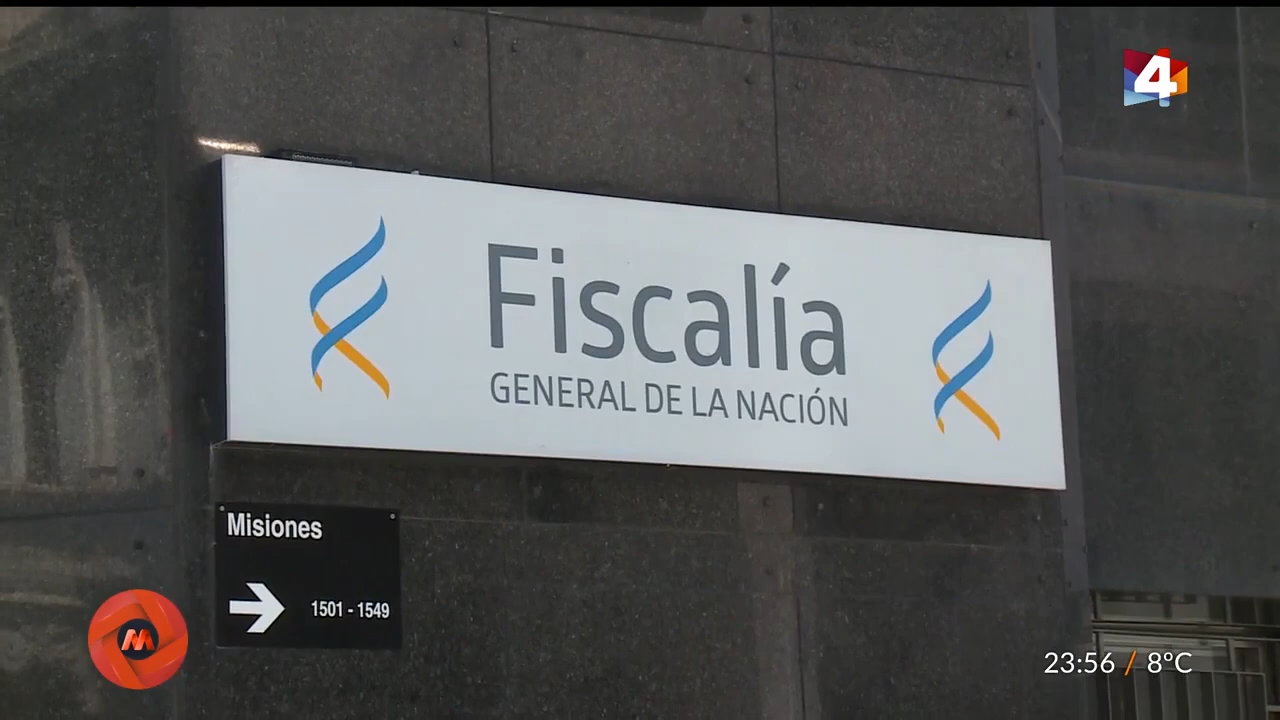 4
Fiscalía
GENERAL DE LA NACIÓN
Misiones
1501 - 1549
M
23:56 / 8°C